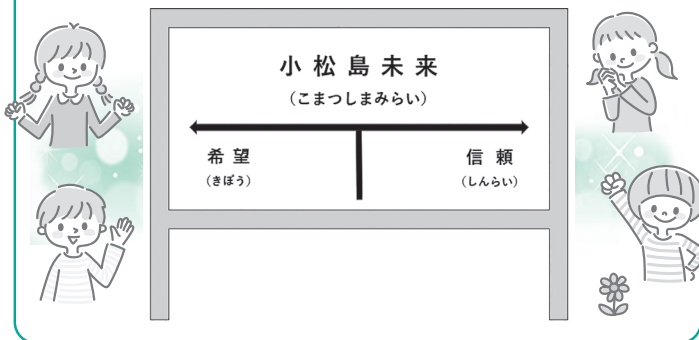 小松島未来
（こまつしまみらい）
希望
（きぼう）
信頼
（しんらい）